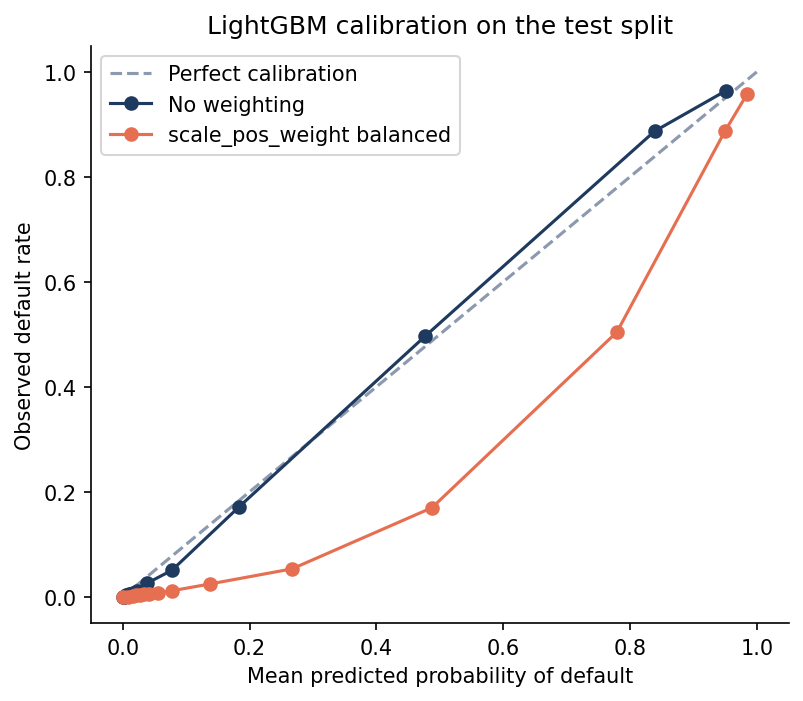 LightGBM calibration on the test split
Perfect calibration
No weighting
scale_pos_weight balanced
Observed default rate
1.0
0.8
0.6
0.4
0.2
0.0
0.0 0.2 0.4 0.6 0.8 1.0
Mean predicted probability of default